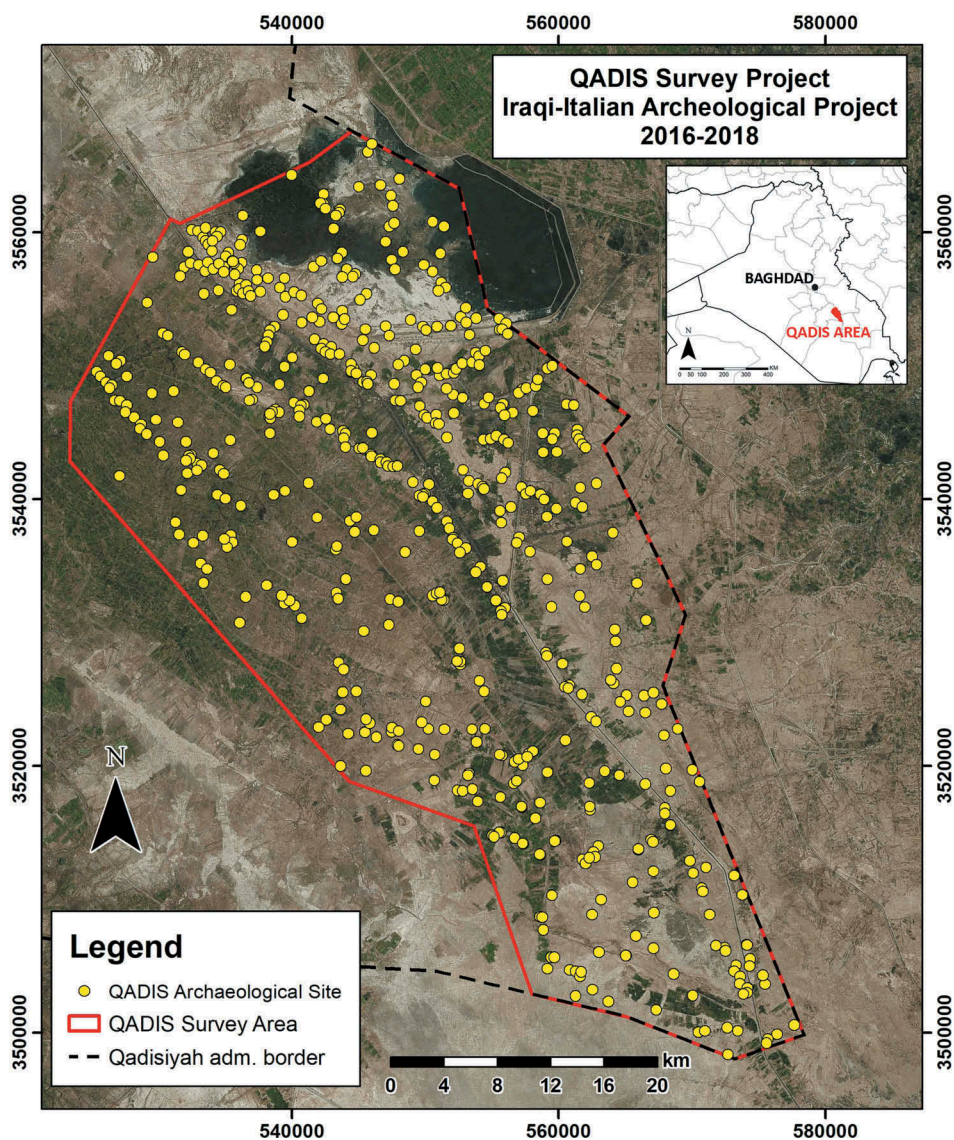 540000
560000
580000
QADIS Survey Project
Iraqi-Italian Archeological Project
2016-2018
3560000
3560000
BAGHDAD
QADIS AREA
N
0 50 100 200 300 400
KM
3540000
3540000
3520000
3520000
N
Legend
QADIS Archaeological Site
QADIS Survey Area
Qadisiyah adm. border
3500000
3500000
km
0 4 8 12 16 20
540000
560000
580000